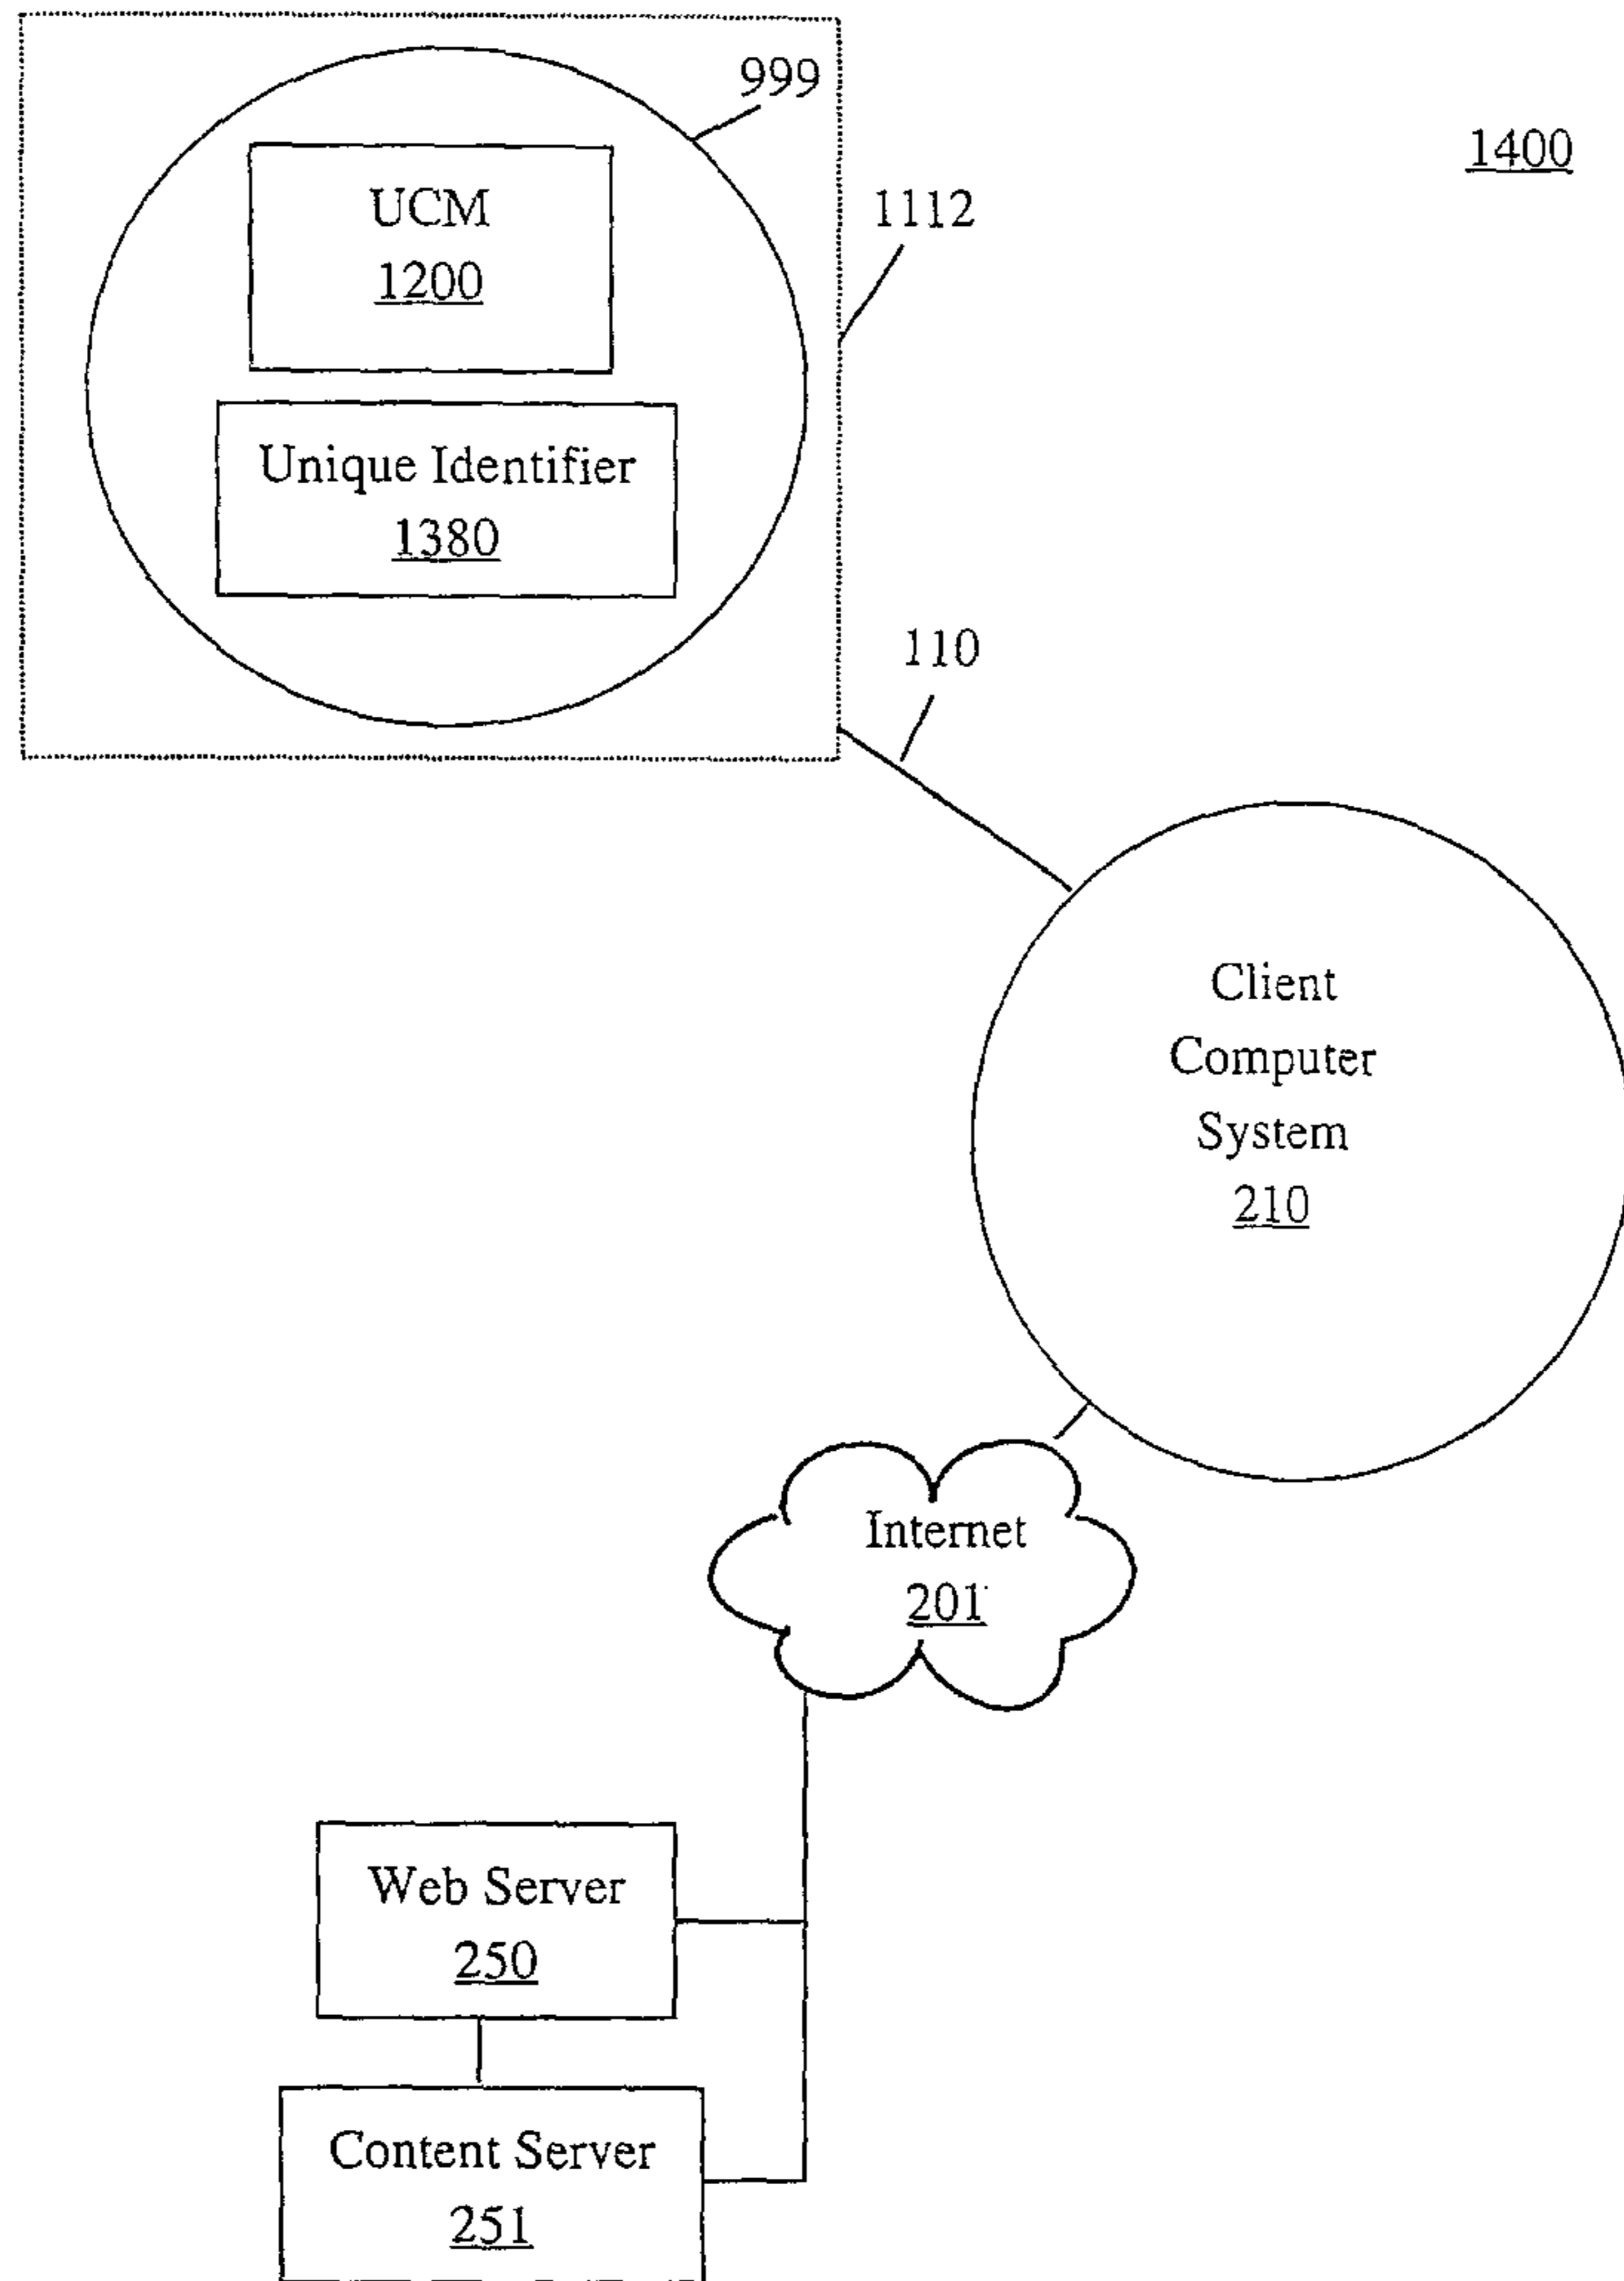 999
1400
UCM
1200
1112
Unique Identifier
1380
110
Client
Computer
System
210
Internet
201
Web Server
250
Content Server
251